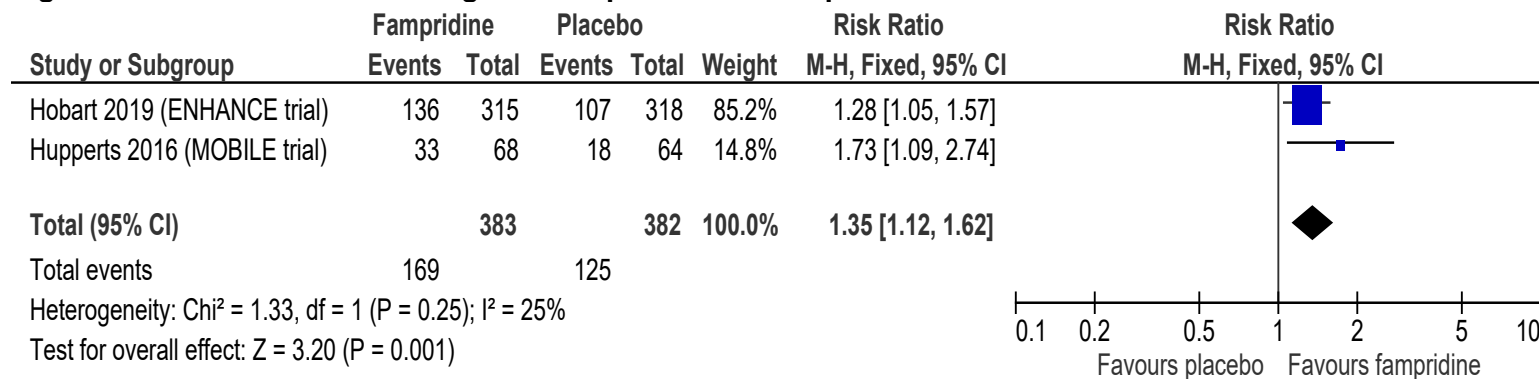 Fampridine Placebo Risk Ratio Risk Ratio
Study or Subgroup Events Total Events Total Weight M-H, Fixed, 95% CI M-H, Fixed, 95% CI
Hobart 2019 (ENHANCE trial) 136 315 107 318 85.2% 1.28 [1.05, 1.57]
Hupperts 2016 (MOBILE trial) 33 68 18 64 14.8% 1.73 [1.09, 2.74]
Total (95% CI) 383 382 100.0% 1.35 [1.12, 1.62]
Total events 169 125
Heterogeneity: Chi² = 1.33, df = 1 (P = 0.25); I² = 25%
Test for overall effect: Z = 3.20 (P = 0.001)
0.1 0.2 0.5 1 2 5 10
Favours placebo Favours fampridine